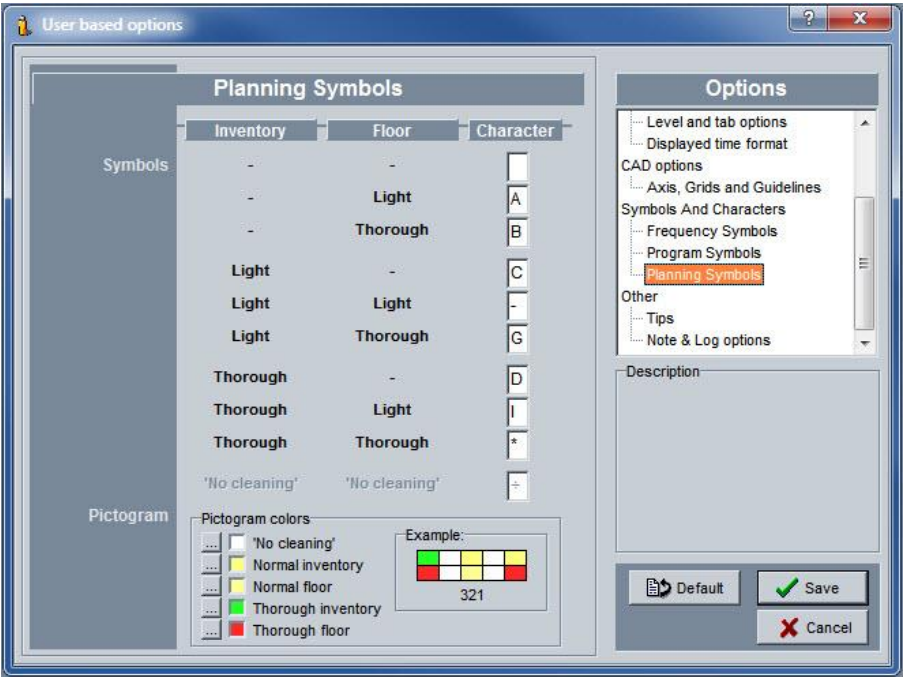 User based options
?
x
Planning Symbols
Inventory Floor Character
Symbols - -
- Light A
- Thorough B
Light - C
Light Light -
Light Thorough G
Thorough - D
Thorough Light I
Thorough Thorough *
'No cleaning' 'No cleaning' ÷
Pictogram
Pictogram colors
... 'No cleaning'
... Normal inventory
... Normal floor
... Thorough inventory
... Thorough floor
Example:
321
Options
Level and tab options
Displayed time format
CAD options
Axis, Grids and Guidelines
Symbols And Characters
Frequency Symbols
Program Symbols
Planning Symbols
Other
Tips
Note & Log options
Description
Default
Save
Cancel